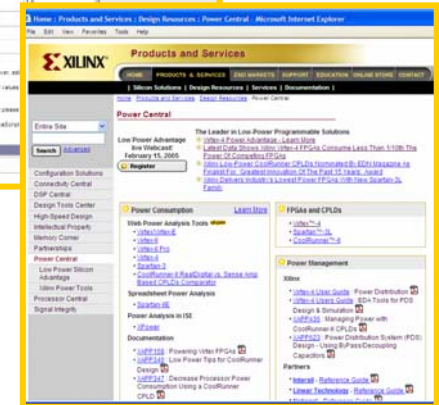 Home : Products and Services : Design Resources : Power Central - Microsoft Internet Explorer
File Edit View Favorites Tools Help
XILINX
Products and Services
HOME PRODUCTS & SERVICES END MARKETS SUPPORT EDUCATION ONLINE STORE CONTACT
| Silicon Solutions | Design Resources | Services | Documentation |
Home : Products and Services : Design Resources : Power Central
Power Central
Entire Site
Search Advanced
Configuration Solutions
Connectivity Central
DSP Central
Design Tools Center
High-Speed Design
Intellectual Property
Memory Corner
Partnerships
Power Central
Low Power Silicon
Advantage
Xilinx Power Tools
Processor Central
Signal Integrity
Low Power Advantage
live Webcast!
February 15, 2005
Register
The Leader in Low-Power Programmable Solutions
Virtex-4 Power Advantage - Learn More
Latest Data Shows Xilinx Virtex-4 FPGAs Consume Less Than 1/10th The
Power Of Competing FPGAs
Xilinx Low-Power CoolRunner CPLDs Nominated By EDN Magazine As
Finalist For Greatest Innovation Of The Past 15 Years Award
Xilinx Delivers Industry's Lowest Power FPGAs With New Spartan-3L
Family
Power Consumption Learn More
Web Power Analysis Tools
Virtex/Virtex-E
Virtex-II
Virtex-II Pro
Virtex-4
Spartan-3
CoolRunner-II RealDigital vs. Sense Amp
Based CPLDs Comparator
Spreadsheet Power Analysis
Spartan-IIE
Power Analysis in ISE
XPower
Documentation
XAPP158 : Powering Virtex FPGAs
XAPP346 : Low Power Tips for CoolRunner
Design
XAPP347 : Decrease Processor Power
Consumption Using a CoolRunner
CPLD
FPGAs and CPLDs
Virtex™-4
Spartan™-3L
CoolRunner™-II
Power Management
Xilinx
Virtex-4 User Guide : Power Distribution
Virtex-4 Users Guide : EDA Tools for PDS
Design & Simulation
XAPP435 : Managing Power with
CoolRunner-II CPLDs
XAPP623 : Power Distribution System (PDS)
Design - Using ByPass/Decoupling
Capacitors
Partners
Intersil - Reference Guide
Linear Technology - Reference Guide
National - Reference Guide